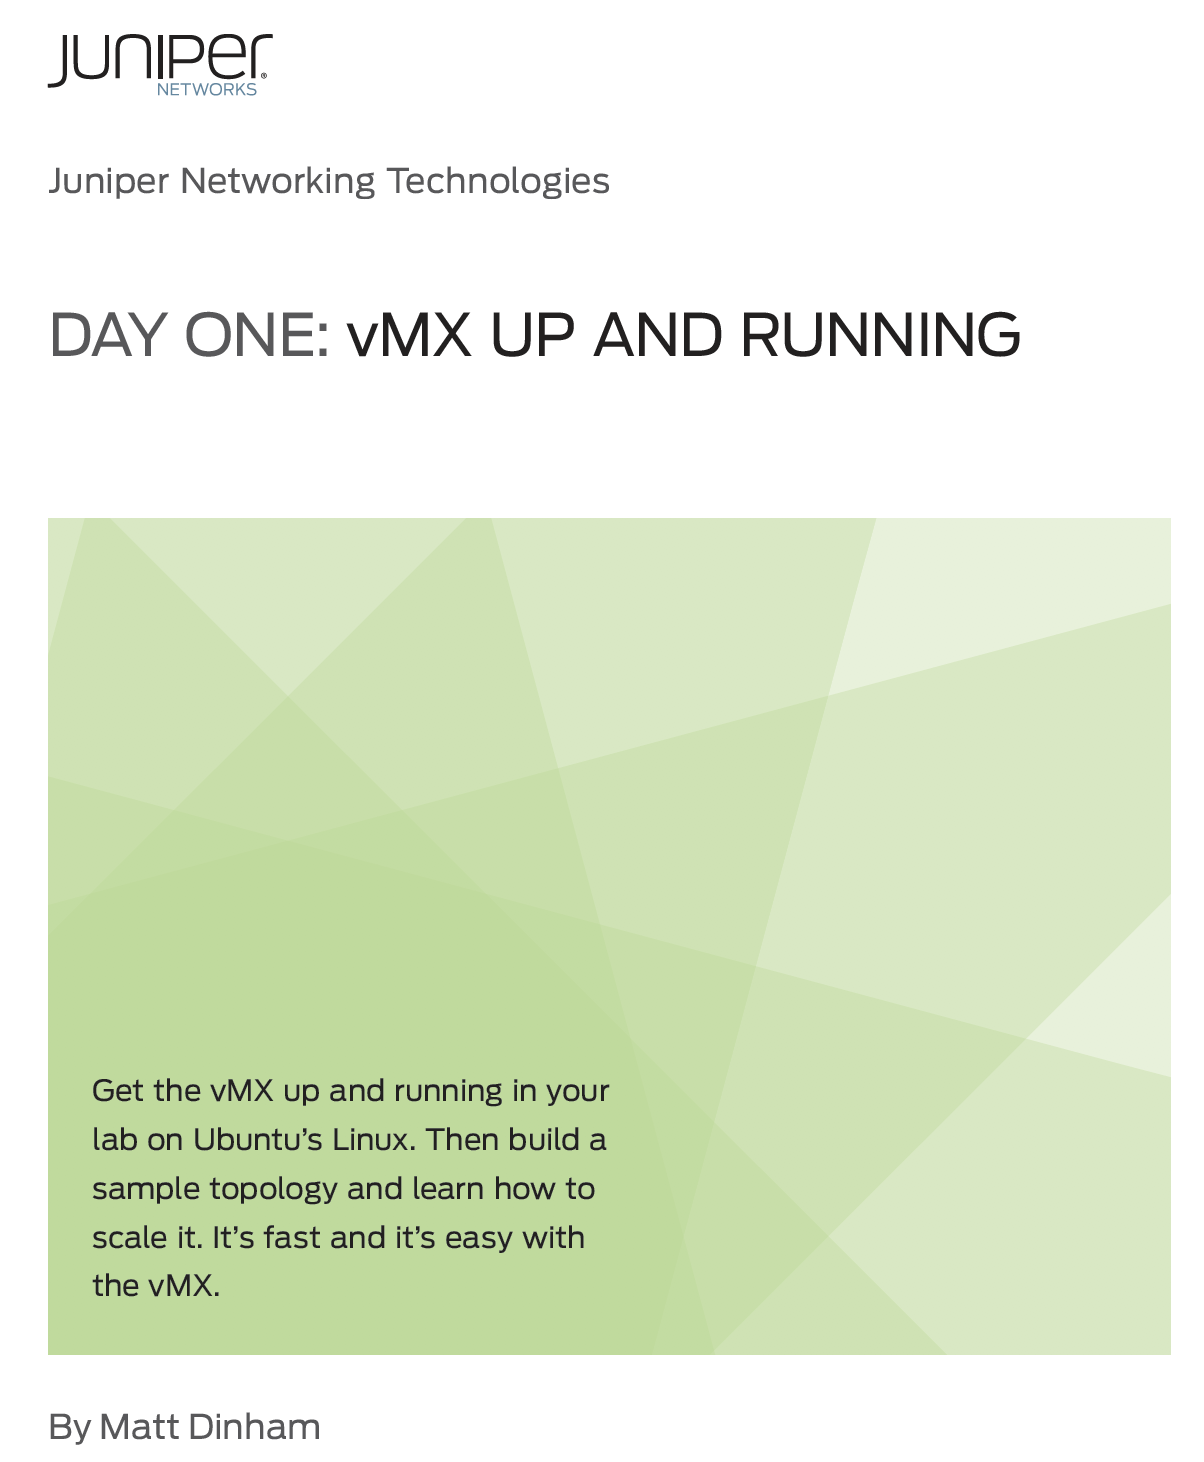 Juniper®
NETWORKS
Juniper Networking Technologies
DAY ONE: vMX UP AND RUNNING
Get the vMX up and running in your
lab on Ubuntu’s Linux. Then build a
sample topology and learn how to
scale it. It’s fast and it’s easy with
the vMX.
By Matt Dinham